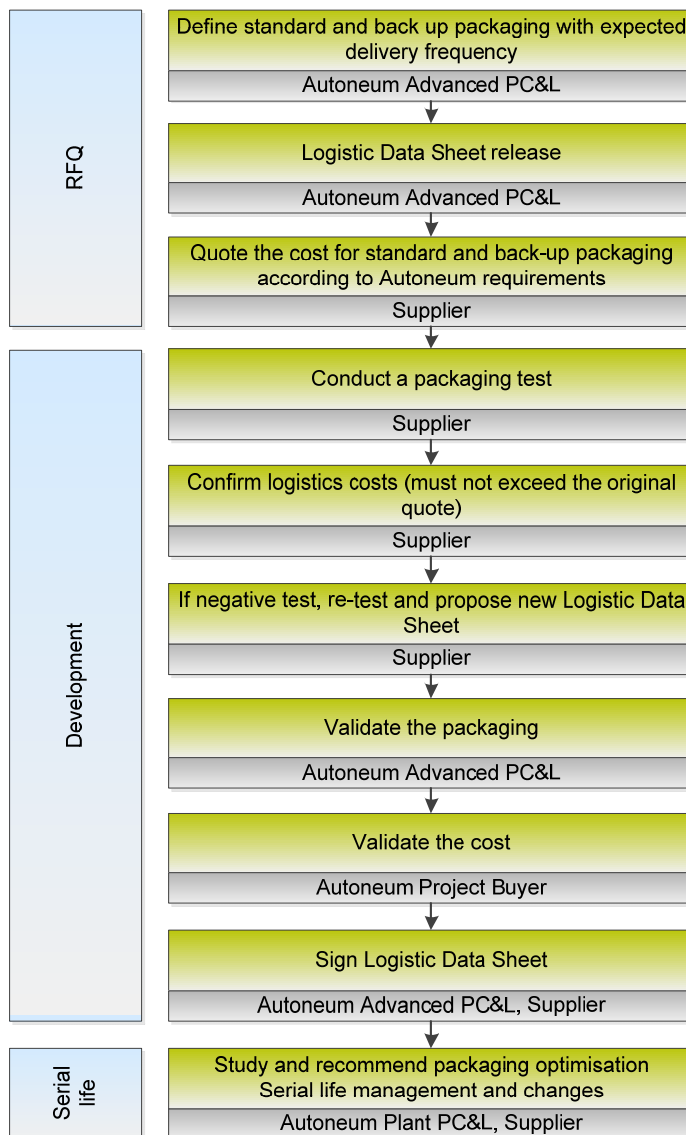 RFQ
Define standard and back up packaging with expected
delivery frequency
Autoneum Advanced PC&L
Logistic Data Sheet release
Autoneum Advanced PC&L
Quote the cost for standard and back-up packaging
according to Autoneum requirements
Supplier
Development
Conduct a packaging test
Supplier
Confirm logistics costs (must not exceed the original
quote)
Supplier
If negative test, re-test and propose new Logistic Data
Sheet
Supplier
Validate the packaging
Autoneum Advanced PC&L
Validate the cost
Autoneum Project Buyer
Sign Logistic Data Sheet
Autoneum Advanced PC&L, Supplier
Serial
life
Study and recommend packaging optimisation
Serial life management and changes
Autoneum Plant PC&L, Supplier